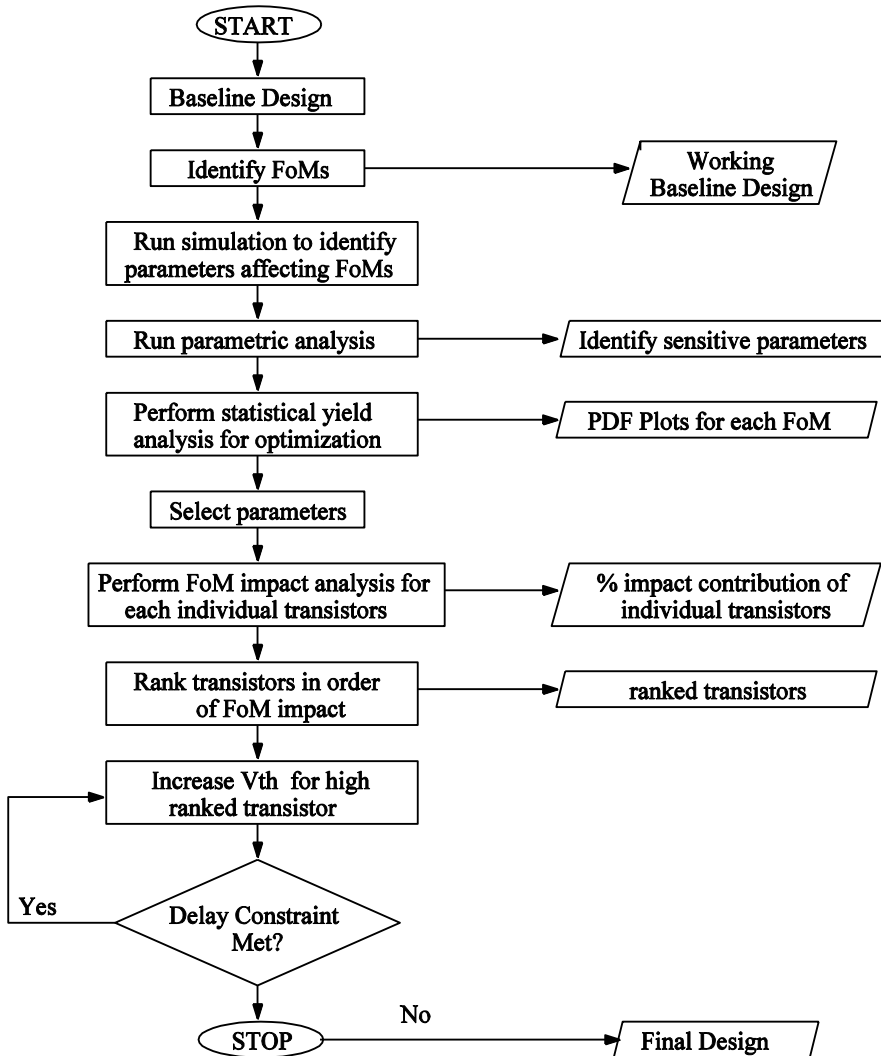 START
Baseline Design
Identify FoMs
Working
Baseline Design
Run simulation to identify
parameters affecting FoMs
Run parametric analysis
Identify sensitive parameters
Perform statistical yield
analysis for optimization
PDF Plots for each FoM
Select parameters
Perform FoM impact analysis for
each individual transistors
% impact contribution of
individual transistors
Rank transistors in order
of FoM impact
ranked transistors
Increase Vth for high
ranked transistor
Yes
Delay Constraint
Met?
No
STOP
Final Design